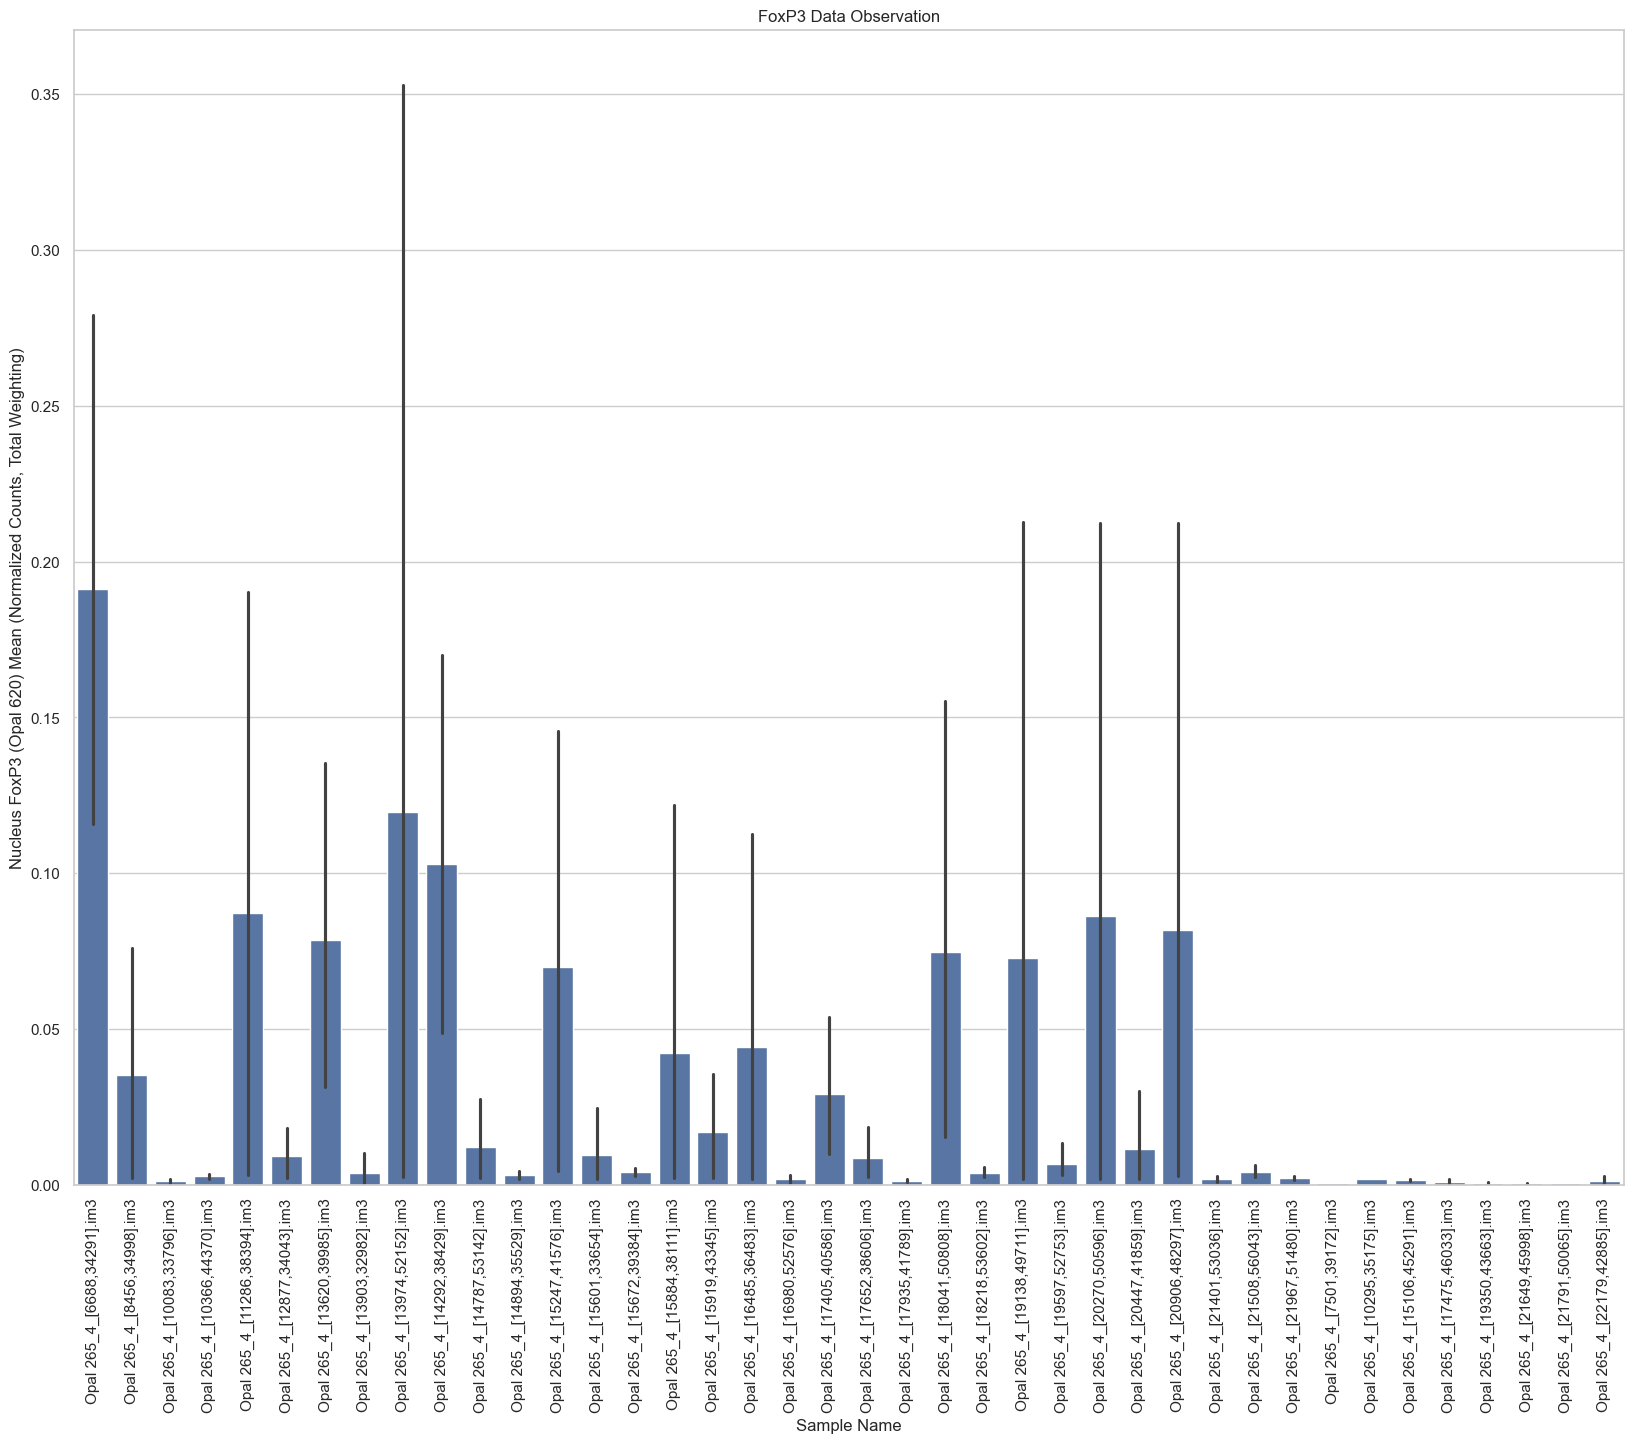 FoxP3 Data Observation
Nucleus FoxP3 (Opal 620) Mean (Normalized Counts, Total Weighting)
0.35
0.30
0.25
0.20
0.15
0.10
0.05
0.00
Opal 265_4_[6688,34291].im3
Opal 265_4_[8456,34998].im3
Opal 265_4_[10083,33796].im3
Opal 265_4_[10366,44370].im3
Opal 265_4_[11286,38394].im3
Opal 265_4_[12877,34043].im3
Opal 265_4_[13620,39985].im3
Opal 265_4_[13903,32982].im3
Opal 265_4_[13974,52152].im3
Opal 265_4_[14292,38429].im3
Opal 265_4_[14787,53142].im3
Opal 265_4_[14894,35529].im3
Opal 265_4_[15247,41576].im3
Opal 265_4_[15601,33654].im3
Opal 265_4_[15672,39384].im3
Opal 265_4_[15884,38111].im3
Opal 265_4_[15919,43345].im3
Opal 265_4_[16485,36483].im3
Opal 265_4_[16980,52576].im3
Opal 265_4_[17405,40586].im3
Opal 265_4_[17652,38606].im3
Opal 265_4_[17935,41789].im3
Opal 265_4_[18041,50808].im3
Opal 265_4_[18218,53602].im3
Opal 265_4_[19138,49711].im3
Opal 265_4_[19597,52753].im3
Opal 265_4_[20270,50596].im3
Opal 265_4_[20447,41859].im3
Opal 265_4_[20906,48297].im3
Opal 265_4_[21401,53036].im3
Opal 265_4_[21508,56043].im3
Opal 265_4_[21967,51480].im3
Opal 265_4_[7501,39172].im3
Opal 265_4_[10295,35175].im3
Opal 265_4_[15106,45291].im3
Opal 265_4_[17475,46033].im3
Opal 265_4_[19350,43663].im3
Opal 265_4_[21649,45998].im3
Opal 265_4_[21791,50065].im3
Opal 265_4_[22179,42885].im3
Sample Name